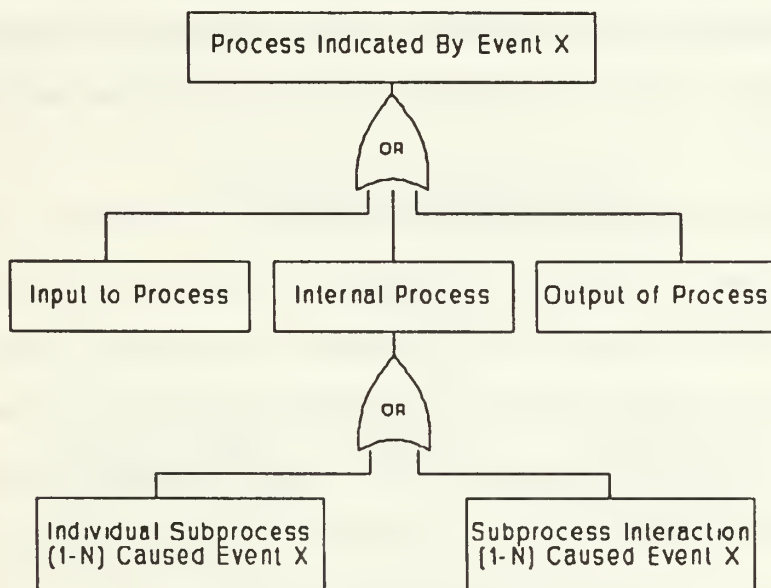 Process Indicated By Event X
OR
Input to Process
Internal Process
Output of Process
OR
Individual Subprocess
(1-N) Caused Event X
Subprocess Interaction
(1-N) Caused Event X